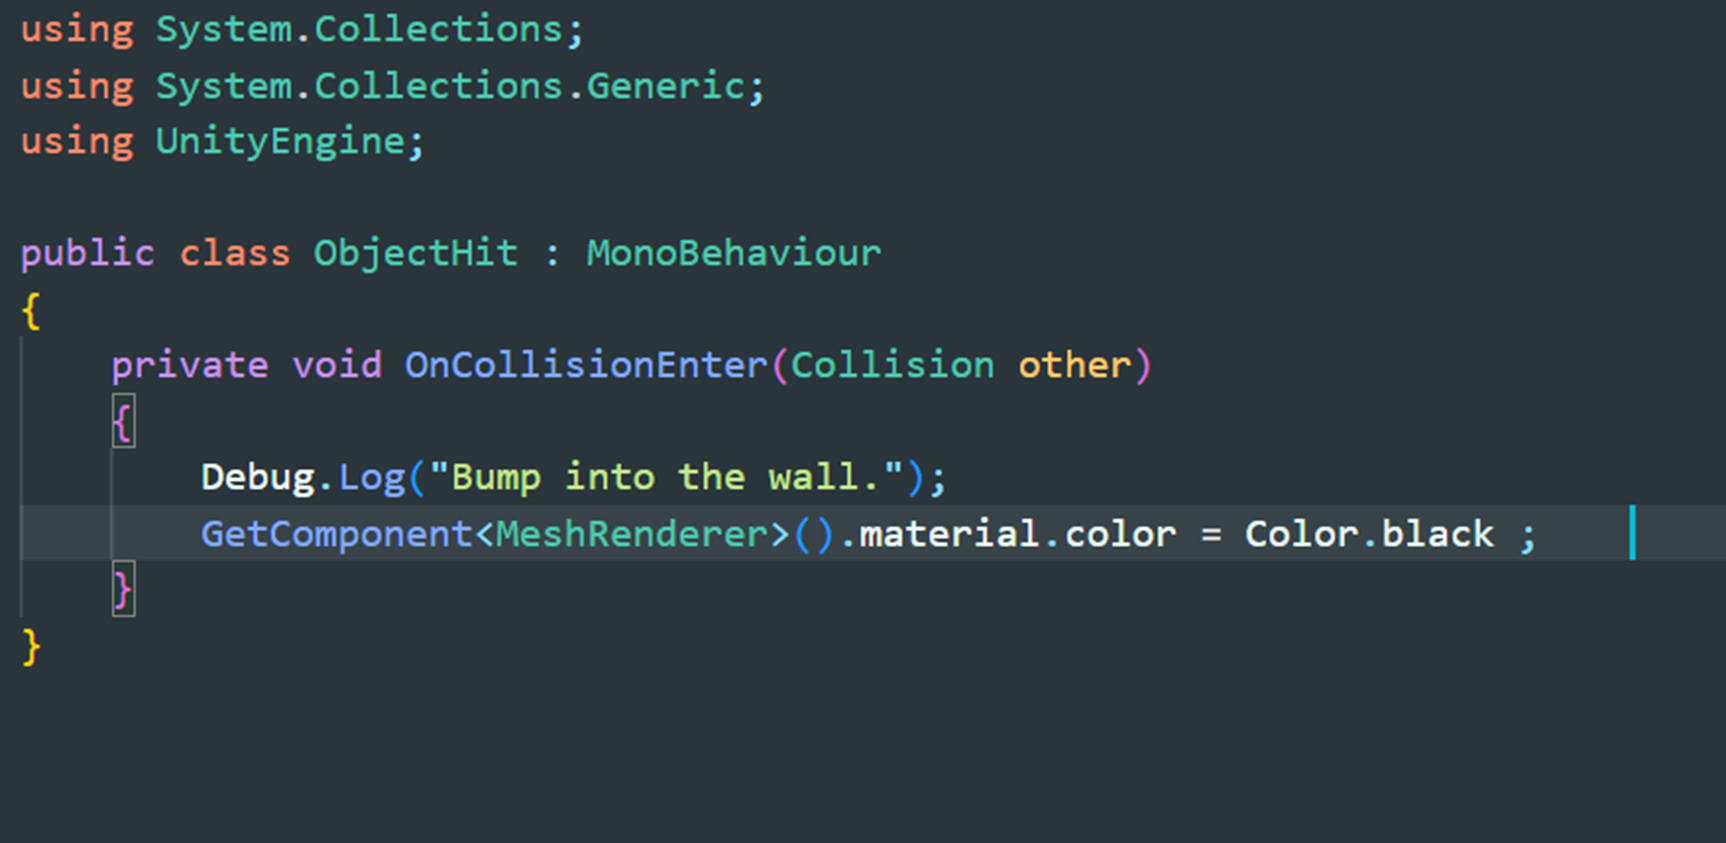 using System.Collections;
using System.Collections.Generic;
using UnityEngine;

public class ObjectHit : MonoBehaviour
{
    private void OnCollisionEnter(Collision other)
    {
        Debug.Log("Bump into the wall.");
        GetComponent<MeshRenderer>().material.color = Color.black ;
    }
}